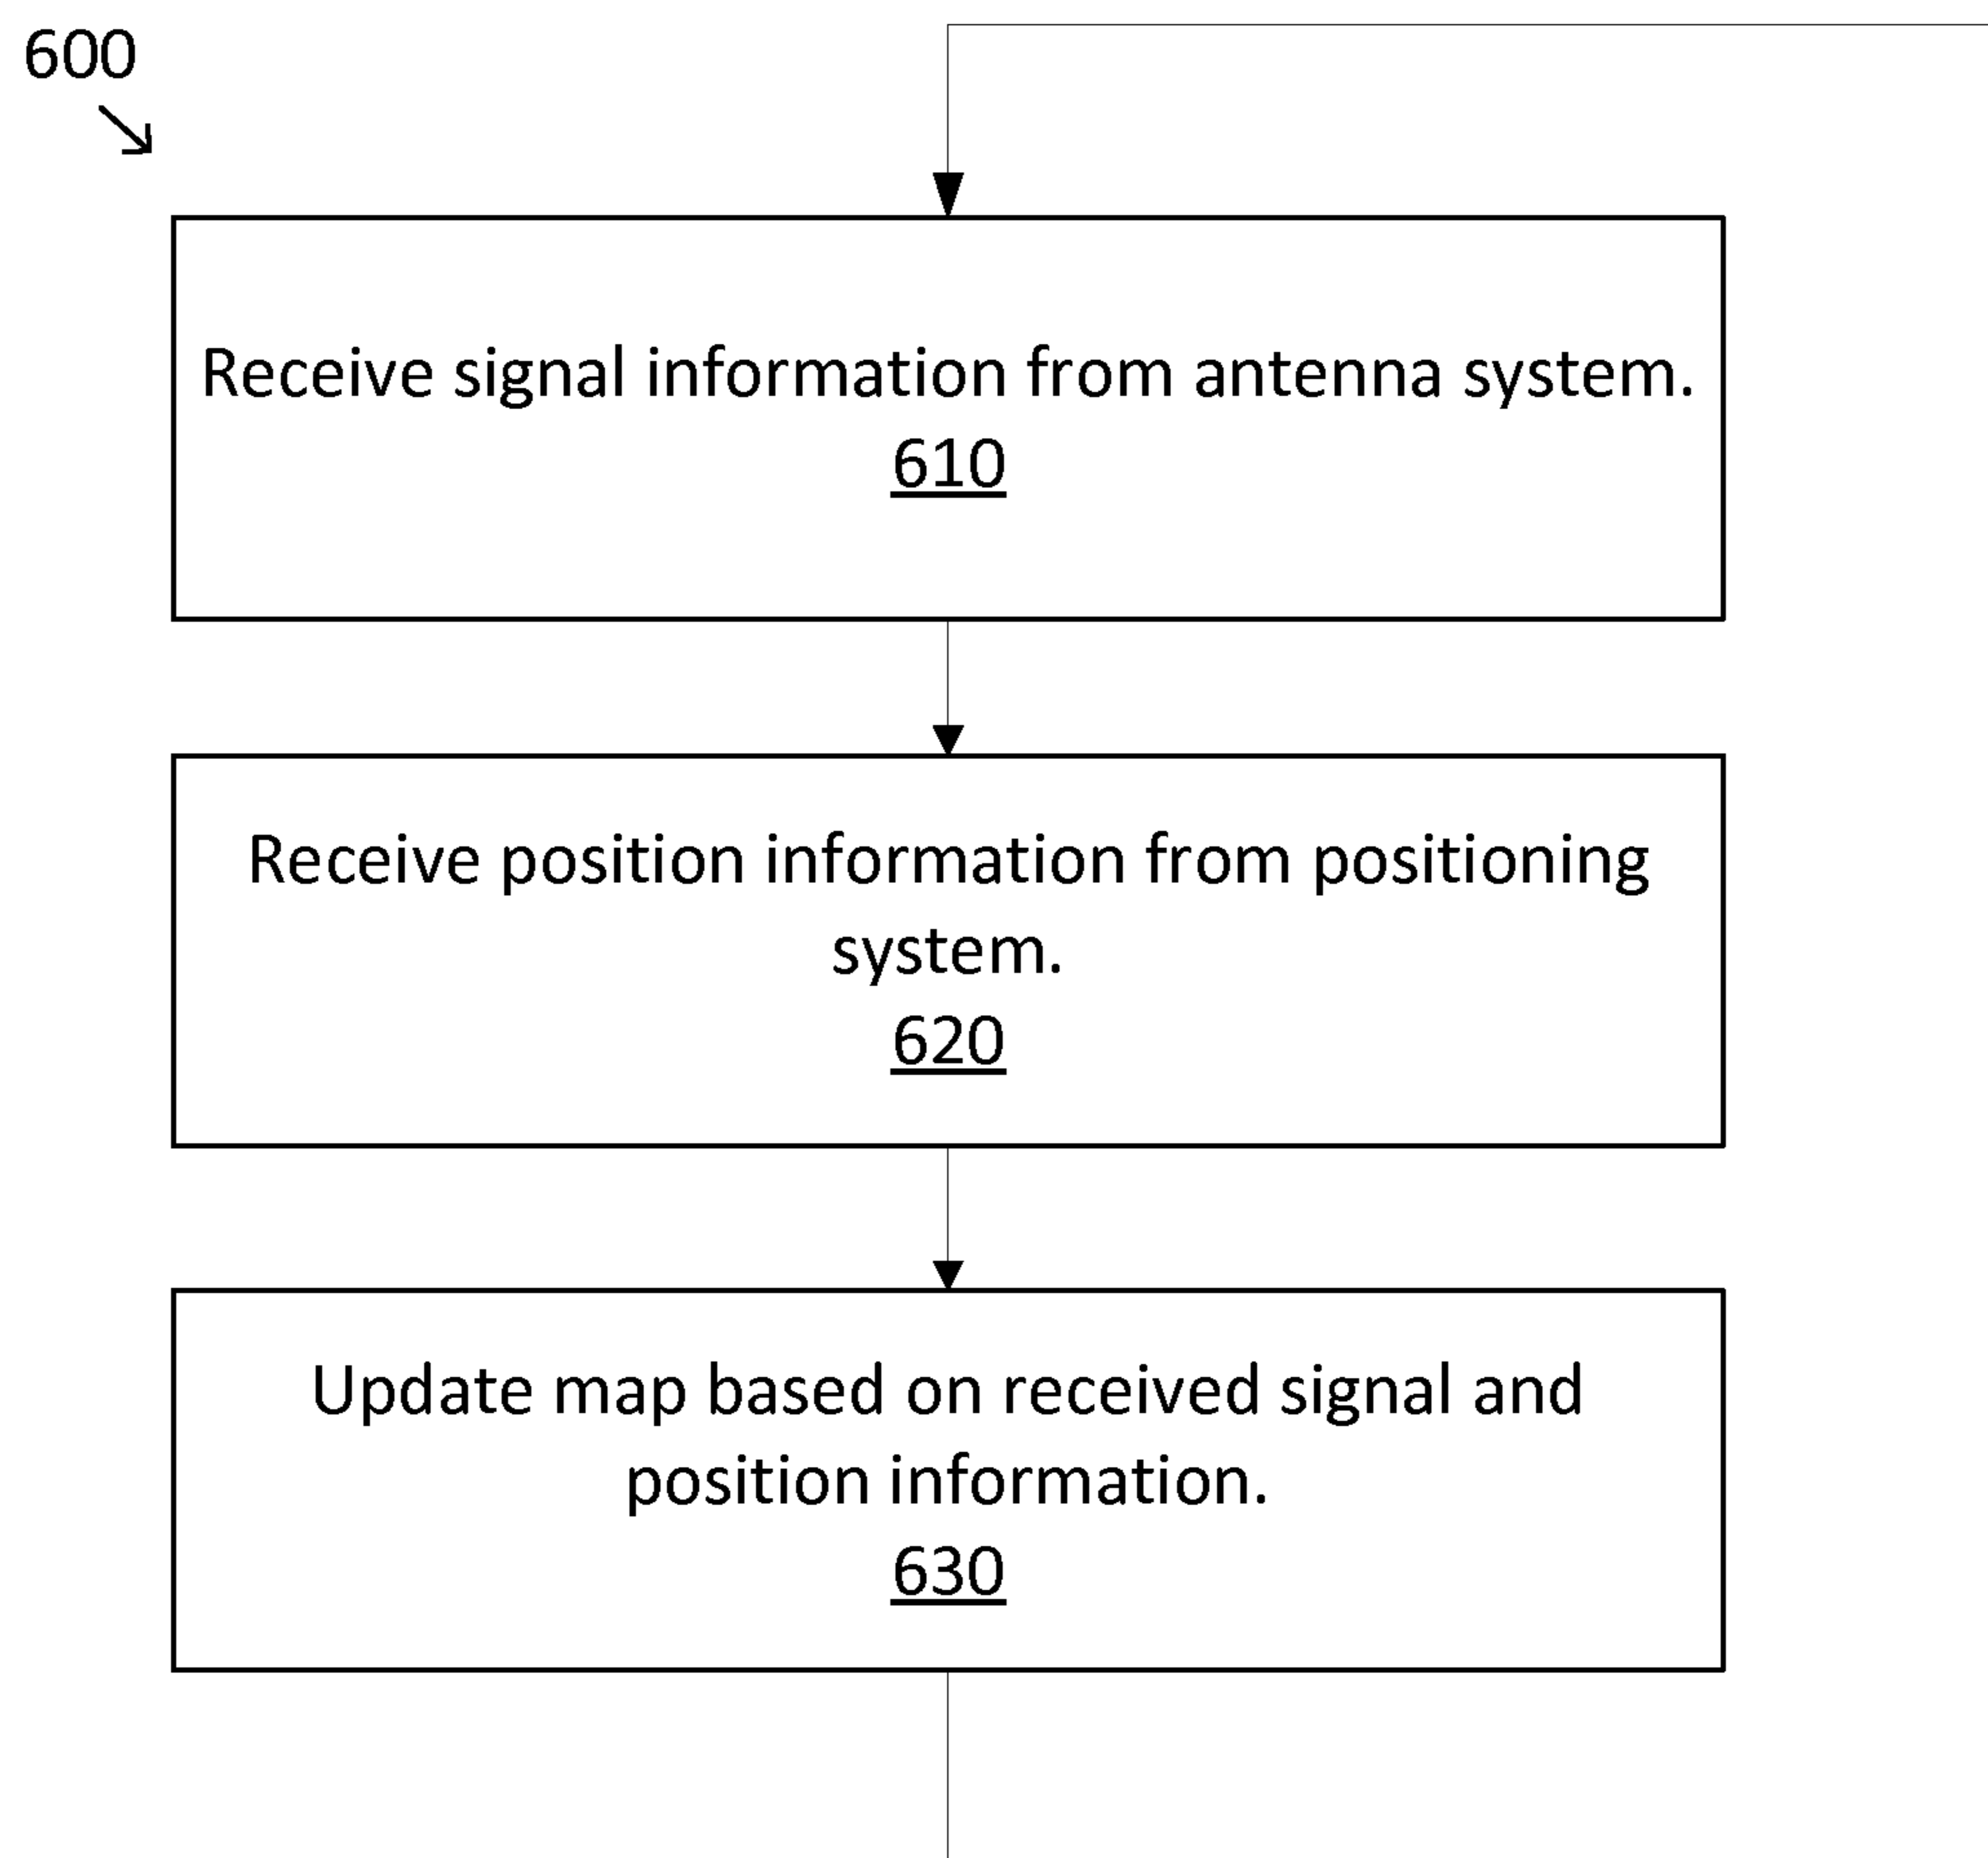 600
Receive signal information from antenna system.
610
Receive position information from positioning
system.
620
Update map based on received signal and
position information.
630